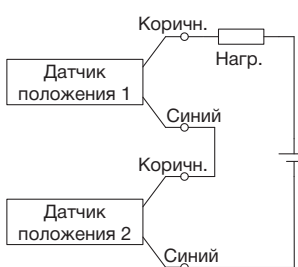 Коричн.
Нагр.
Датчик
положения 1
Синий
Коричн.
Датчик
положения 2
Синий